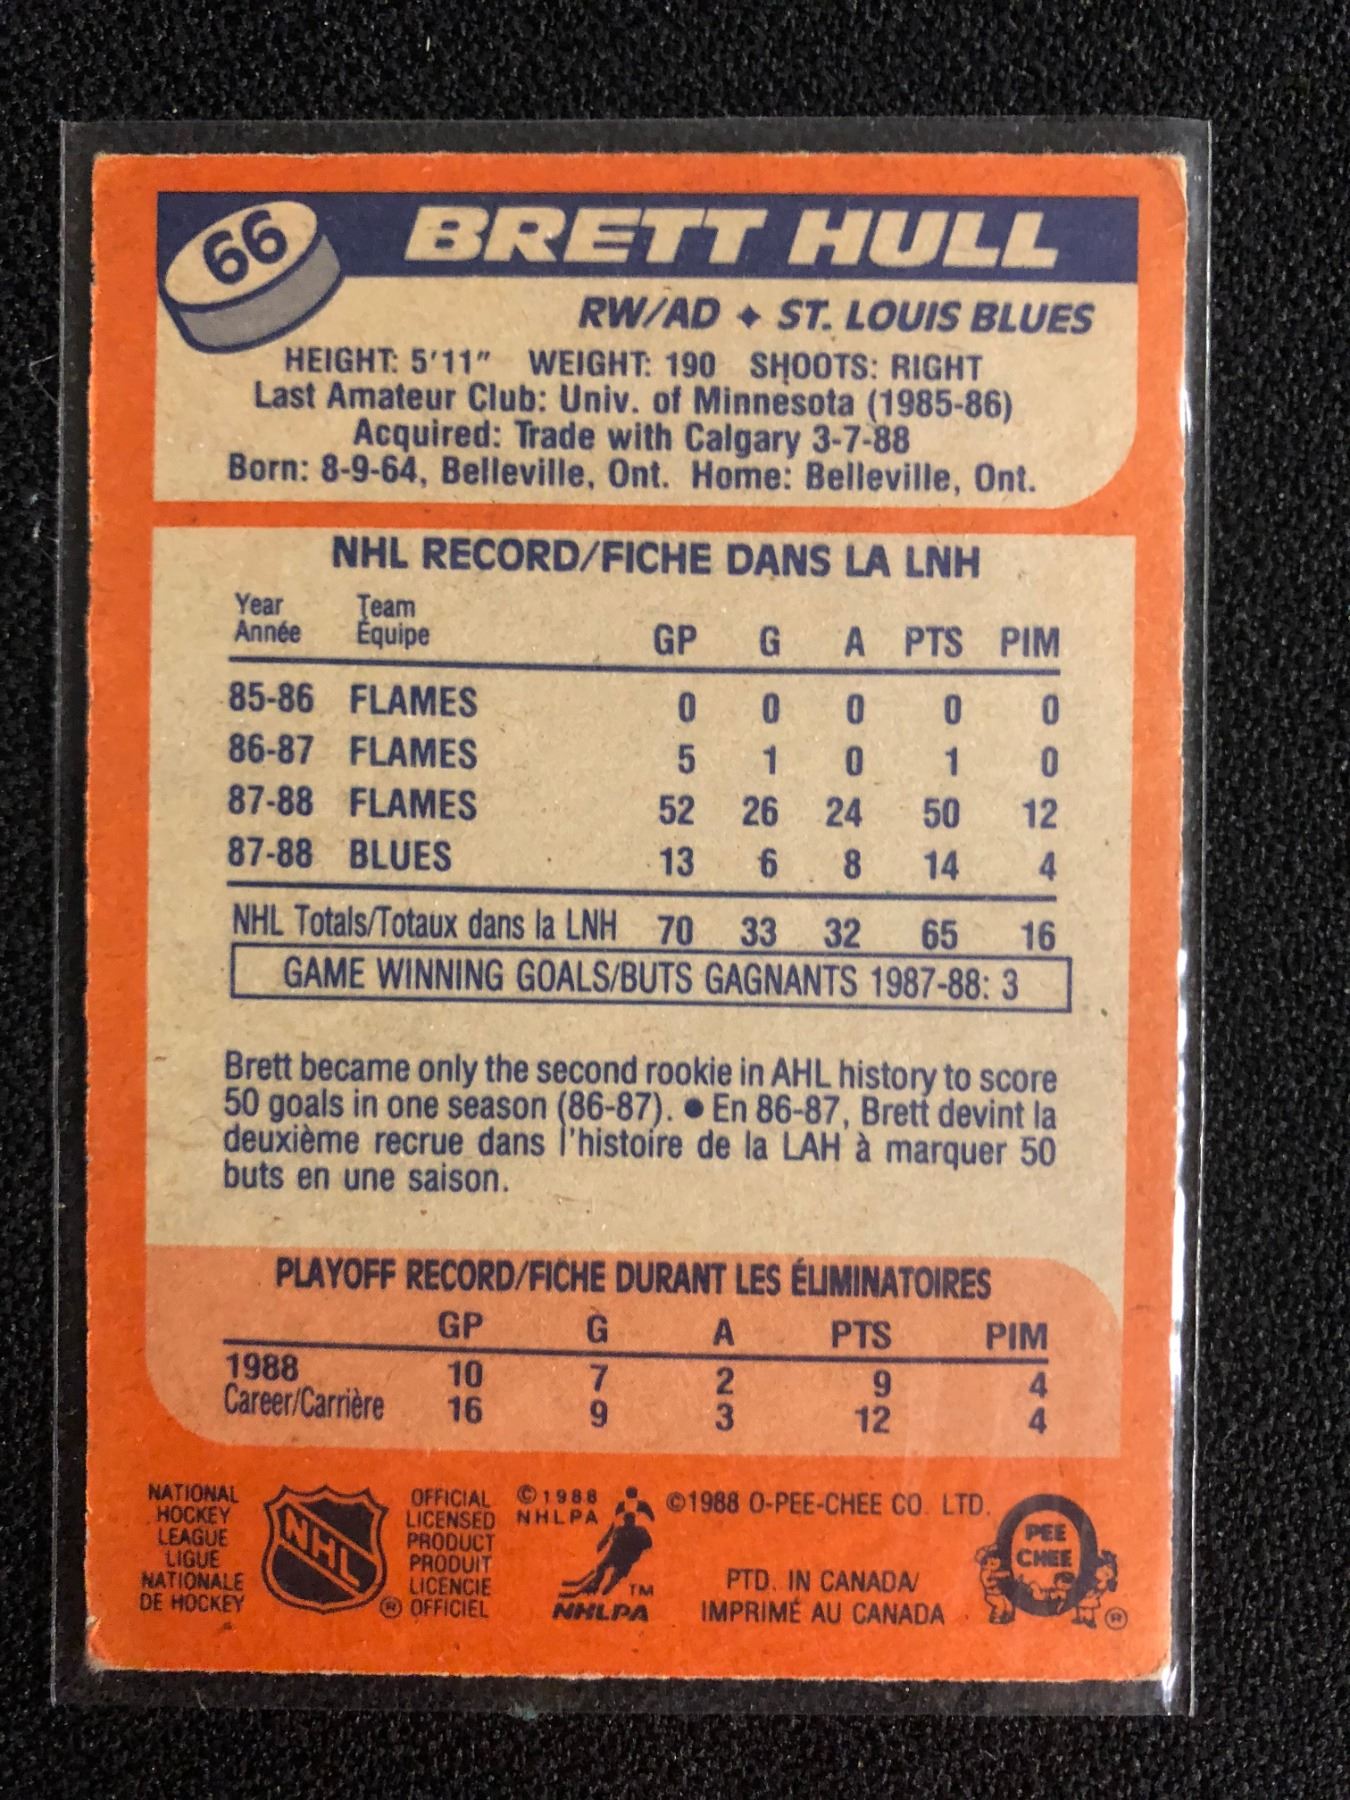 66
BRETT HULL
RW/AD ✦ ST. LOUIS BLUES
HEIGHT: 5'11" WEIGHT: 190 SHOOTS: RIGHT
Last Amateur Club: Univ. of Minnesota (1985-86)
Acquired: Trade with Calgary 3-7-88
Born: 8-9-64, Belleville, Ont. Home: Belleville, Ont.
NHL RECORD/FICHE DANS LA LNH
Year Team
Année Équipe GP G A PTS PIM
85-86 FLAMES 0 0 0 0 0
86-87 FLAMES 5 1 0 1 0
87-88 FLAMES 52 26 24 50 12
87-88 BLUES 13 6 8 14 4
NHL Totals/Totaux dans la LNH 70 33 32 65 16
GAME WINNING GOALS/BUTS GAGNANTS 1987-88: 3
Brett became only the second rookie in AHL history to score
50 goals in one season (86-87). ● En 86-87, Brett devint la
deuxième recrue dans l'histoire de la LAH à marquer 50
buts en une saison.
PLAYOFF RECORD/FICHE DURANT LES ÉLIMINATOIRES
GP G A PTS PIM
1988 10 7 2 9 4
Career/Carrière 16 9 3 12 4
NATIONAL
HOCKEY
LEAGUE
LIGUE
NATIONALE
DE HOCKEY
NHL
OFFICIAL
LICENSED
PRODUCT
PRODUIT
LICENCIE
® OFFICIEL
©1988
NHLPA
TM
NHLPA
©1988 O-PEE-CHEE CO. LTD.
PTD. IN CANADA/
IMPRIMÉ AU CANADA
O
PEE
CHEE
®